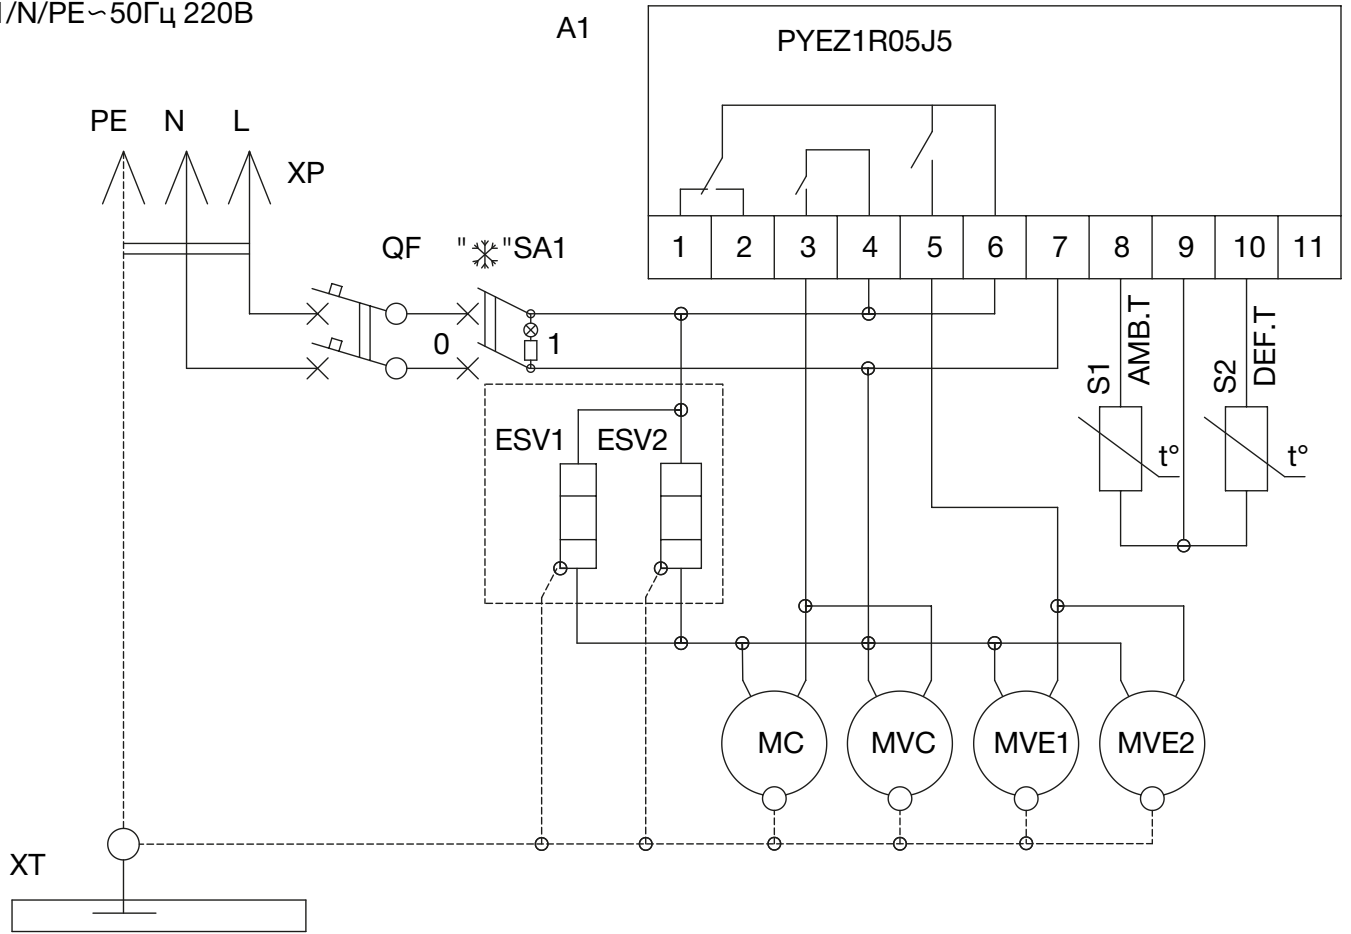 /N/PE~50Гц 220В
A1
PYEZ1R05J5
PE N L
XP
QF "*"SA1
1 2 3 4 5 6 7 8 9 10 11
0 1
S1 AMB.T
S2 DEF.T
ESV1 ESV2
t° t°
MC MVC MVE1 MVE2
XT